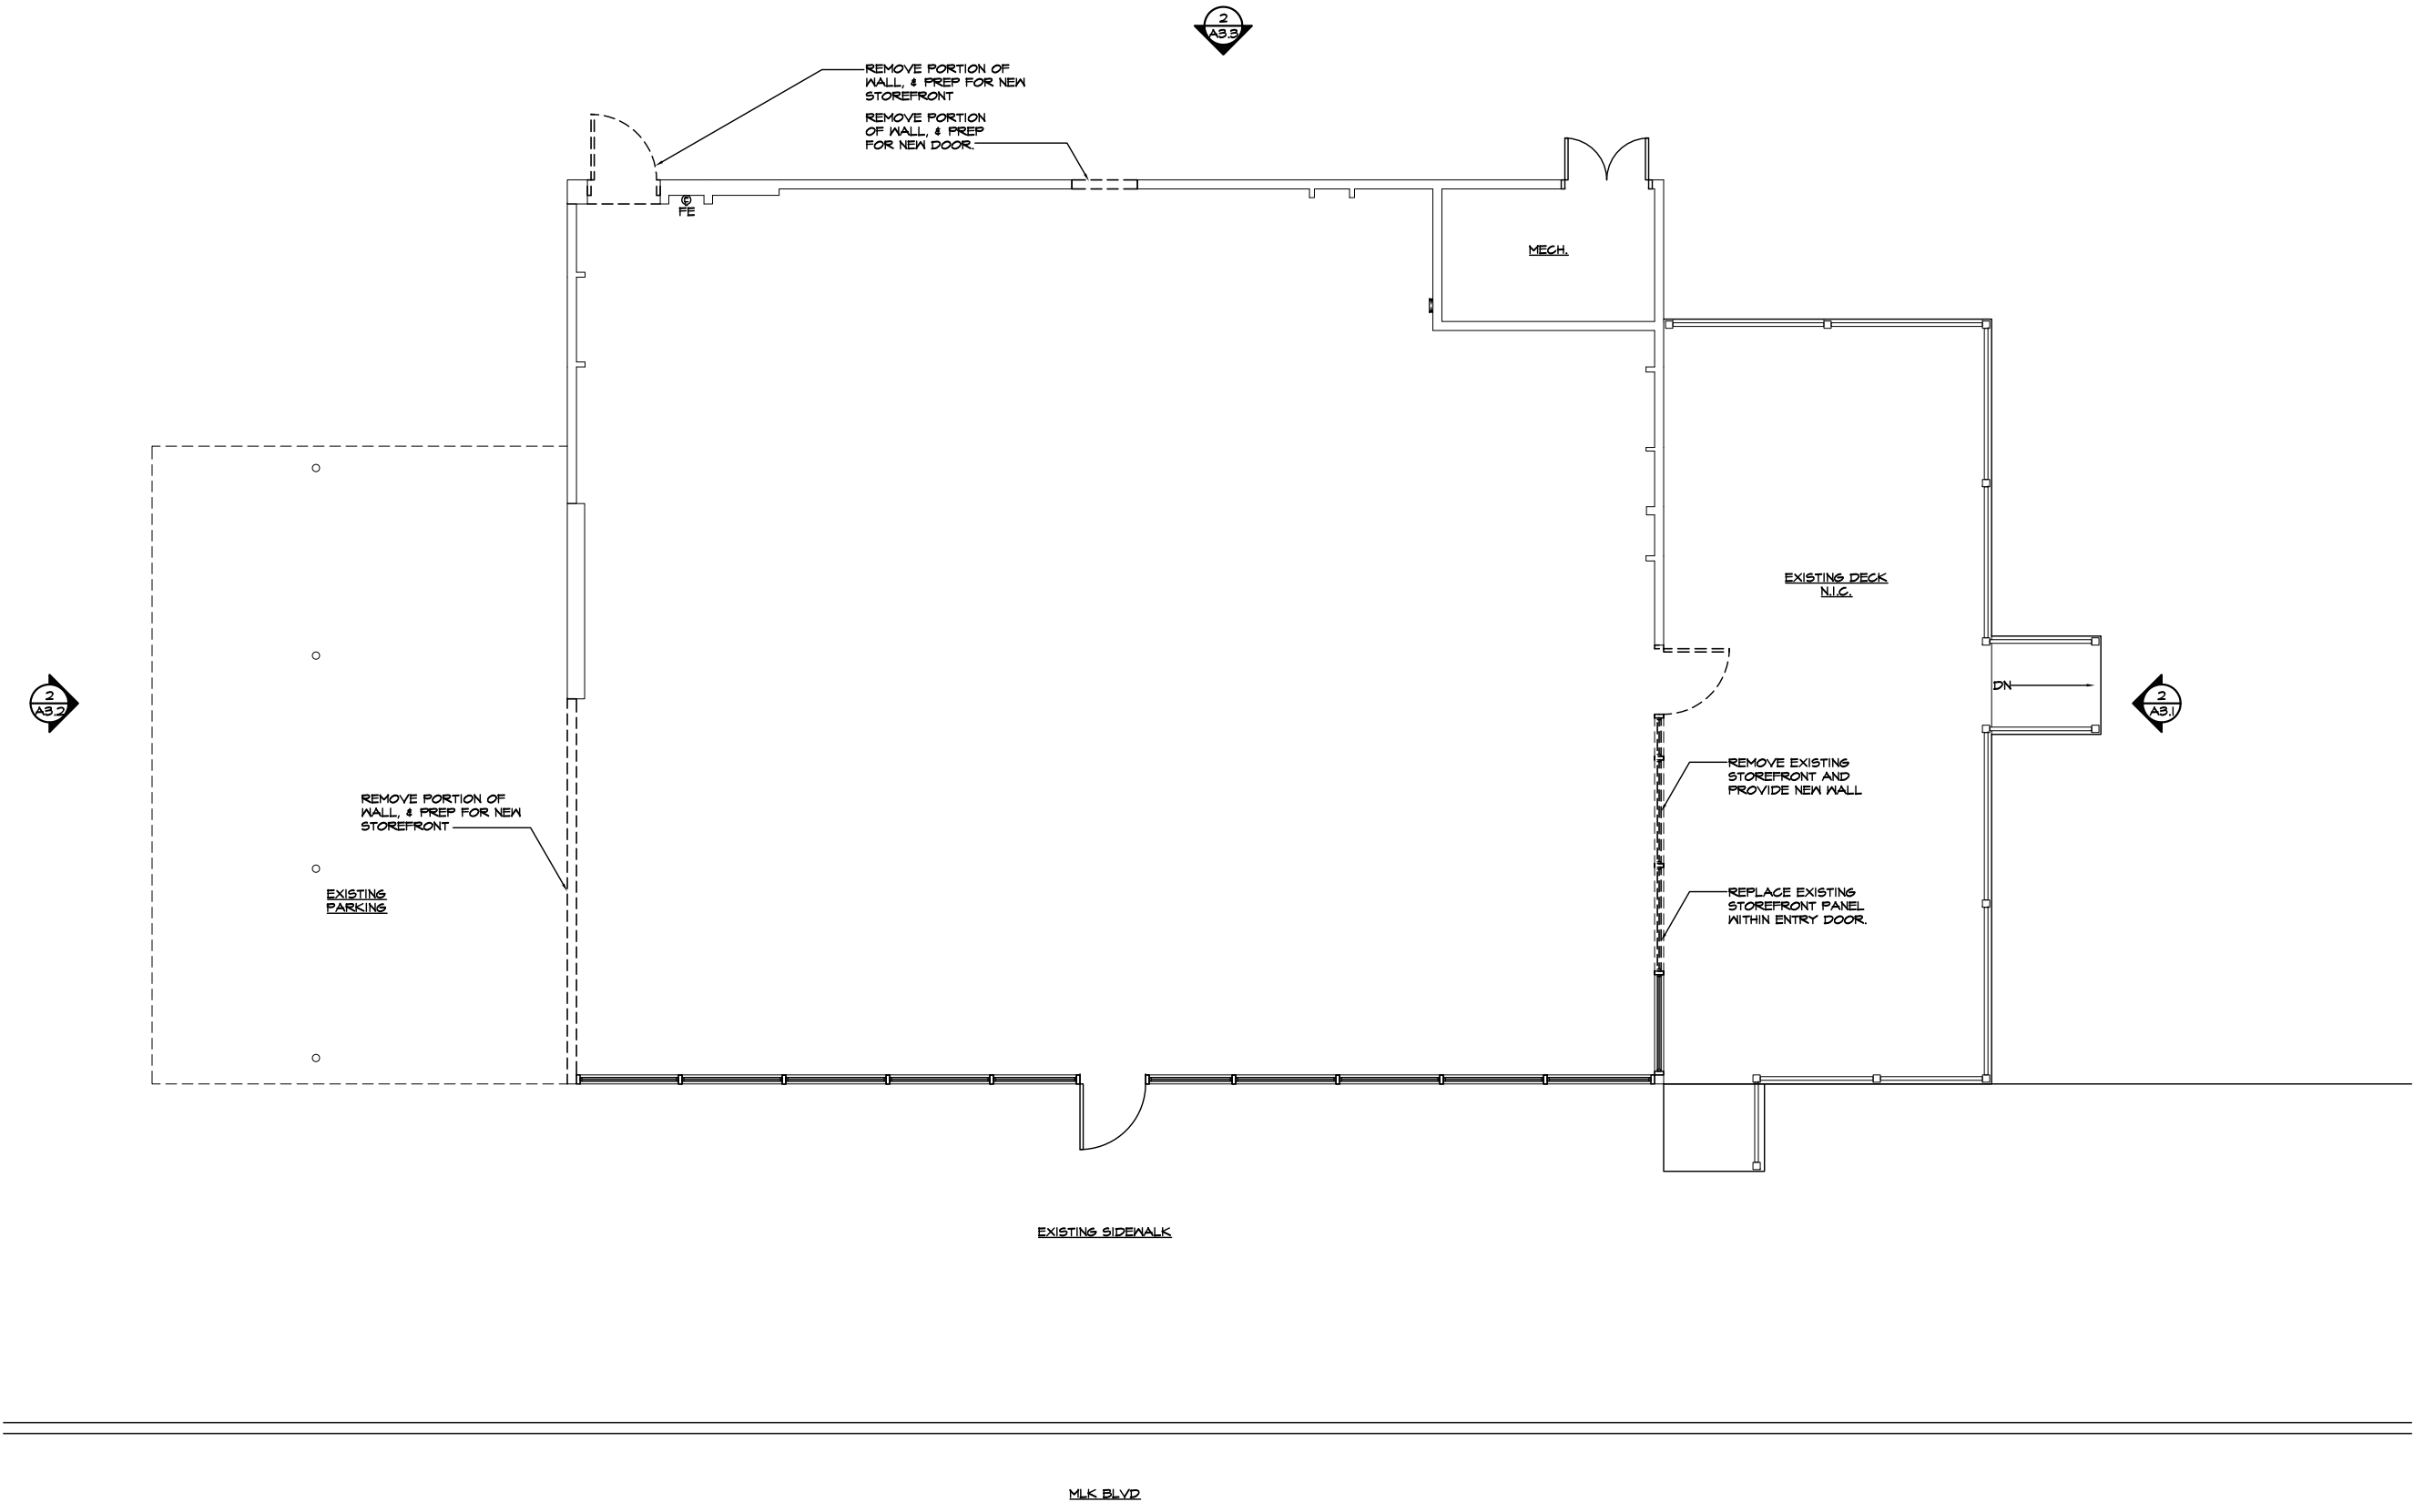 2
A3.3
REMOVE PORTION OF
WALL, & PREP FOR NEW
STOREFRONT
REMOVE PORTION
OF WALL, & PREP
FOR NEW DOOR.
FE
MECH.
EXISTING DECK
N.I.C.
2
A3.2
DN
2
A3.1
REMOVE EXISTING
STOREFRONT AND
PROVIDE NEW WALL
REMOVE PORTION OF
WALL, & PREP FOR NEW
STOREFRONT
EXISTING
PARKING
REPLACE EXISTING
STOREFRONT PANEL
WITHIN ENTRY DOOR.
EXISTING SIDEWALK
MLK BLVD